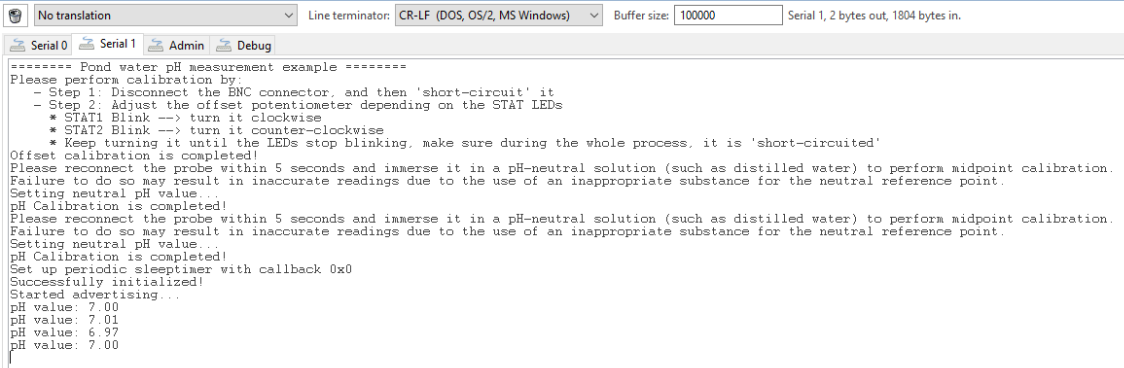 No translation Line terminator: CR-LF (DOS, OS/2, MS Windows) Buffer size: 100000 Serial 1, 2 bytes out, 1804 bytes in.
Serial 0 Serial 1 Admin Debug
======== Pond water pH measurement example ========
Please perform calibration by:
- Step 1: Disconnect the BNC connector, and then 'short-circuit' it
- Step 2: Adjust the offset potentiometer depending on the STAT LEDs
* STAT1 Blink --> turn it clockwise
* STAT2 Blink --> turn it counter-clockwise
* Keep turning it until the LEDs stop blinking, make sure during the whole process, it is 'short-circuited'
Offset calibration is completed!
Please reconnect the probe within 5 seconds and immerse it in a pH-neutral solution (such as distilled water) to perform midpoint calibration.
Failure to do so may result in inaccurate readings due to the use of an inappropriate substance for the neutral reference point.
Setting neutral pH value...
pH Calibration is completed!
Please reconnect the probe within 5 seconds and immerse it in a pH-neutral solution (such as distilled water) to perform midpoint calibration.
Failure to do so may result in inaccurate readings due to the use of an inappropriate substance for the neutral reference point.
Setting neutral pH value...
pH Calibration is completed!
Set up periodic sleeptimer with callback 0x0
Successfully initialized!
Started advertising...
pH value: 7.00
pH value: 7.01
pH value: 6.97
pH value: 7.00